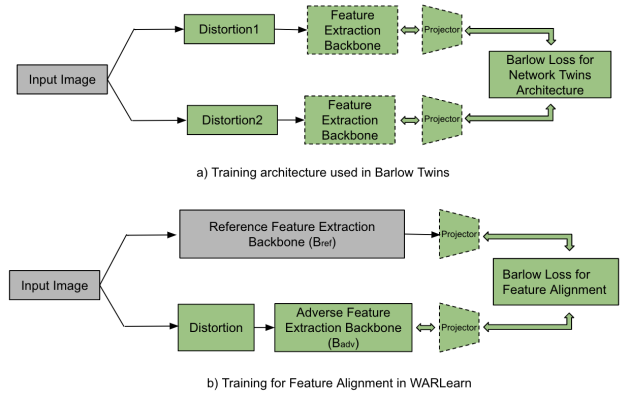 Distortion1
Feature
Extraction
Backbone
Projector
Input Image
Barlow Loss for
Network Twins
Architecture
Distortion2
Feature
Extraction
Backbone
Projector
a) Training architecture used in Barlow Twins
Reference Feature Extraction
Backbone (Bref)
Projector
Input Image
Barlow Loss for
Feature Alignment
Distortion
Adverse Feature
Extraction Backbone
(Badv)
Projector
b) Training for Feature Alignment in WARLearn